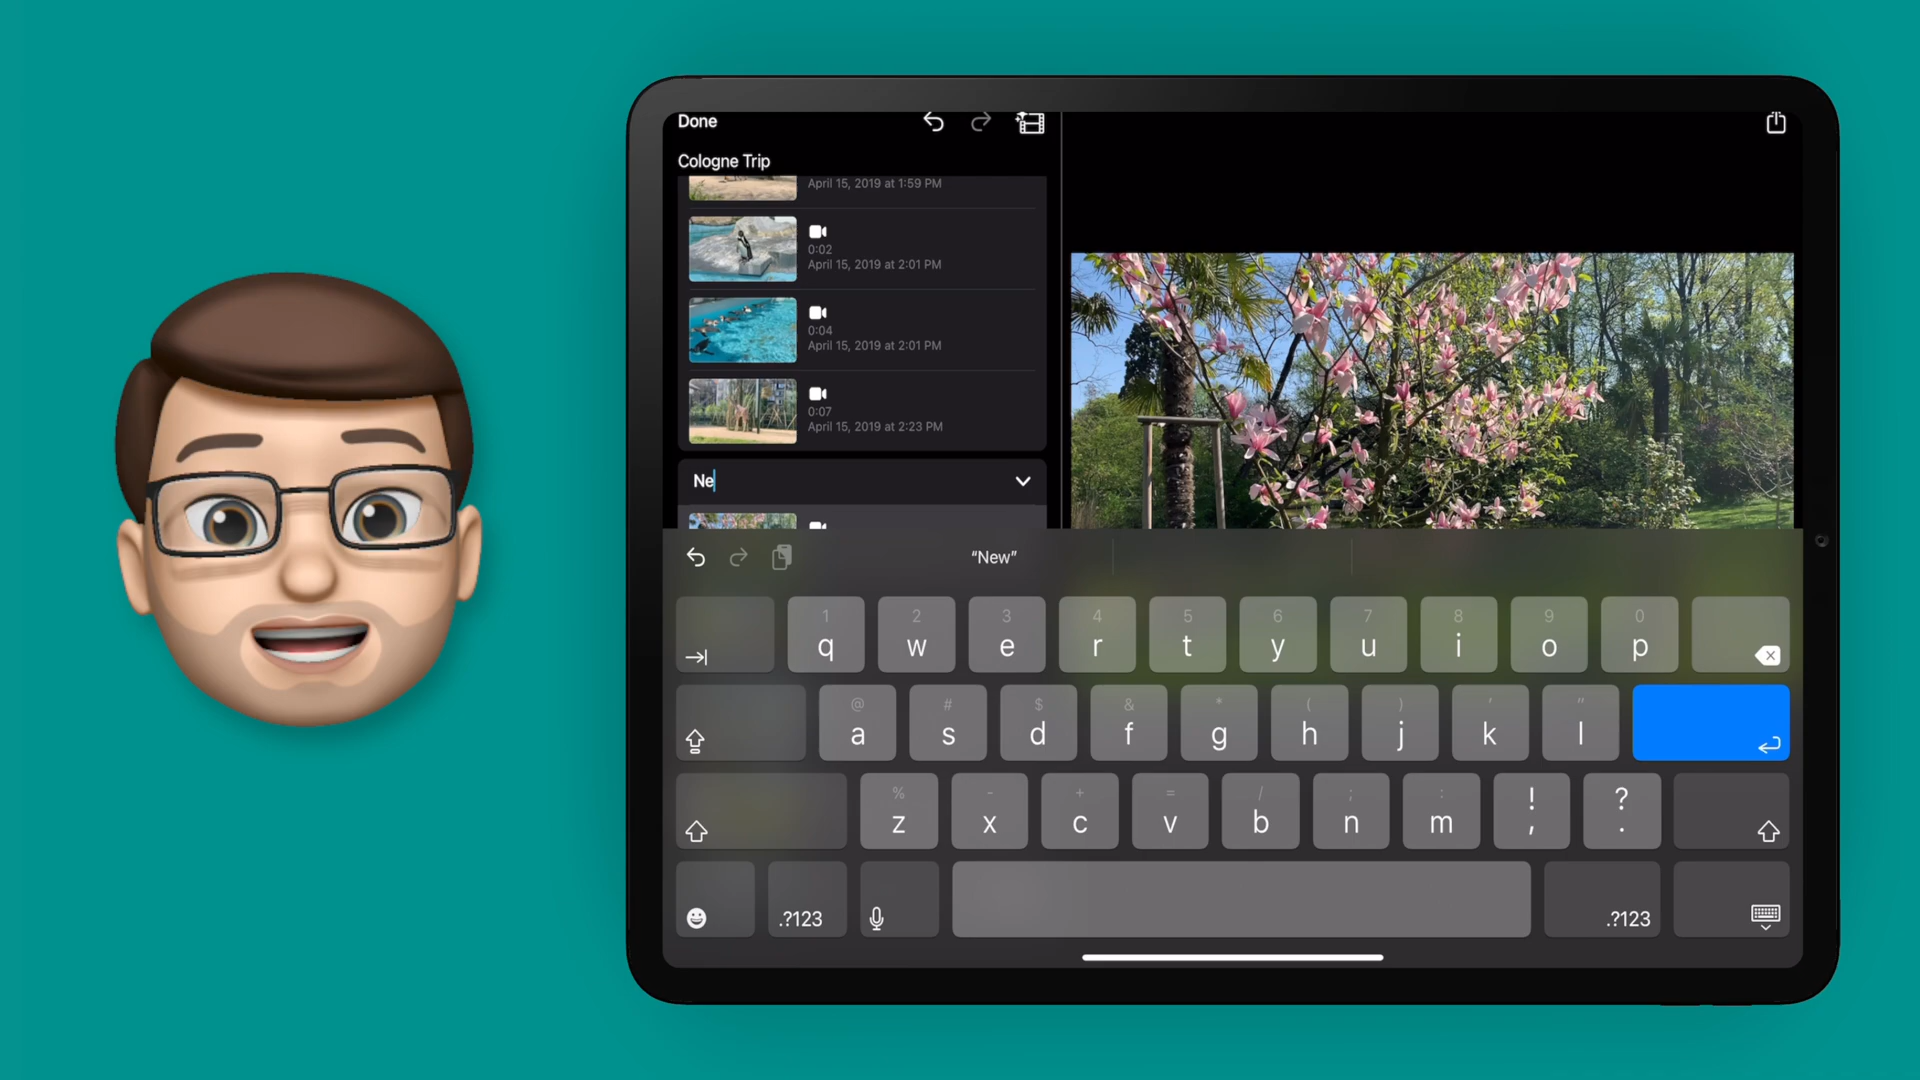 Done
Cologne Trip
April 15, 2019 at 1:59 PM
0:02
April 15, 2019 at 2:01 PM
0:04
April 15, 2019 at 2:01 PM
0:07
April 15, 2019 at 2:23 PM
Ne
“New”
1 2 3 4 5 6 7 8 9 0
q w e r t y u i o p
@ # $ & * ( ) ' "
a s d f g h j k l
% - + = / ; : ! ?
z x c v b n m , .
.?123 .?123